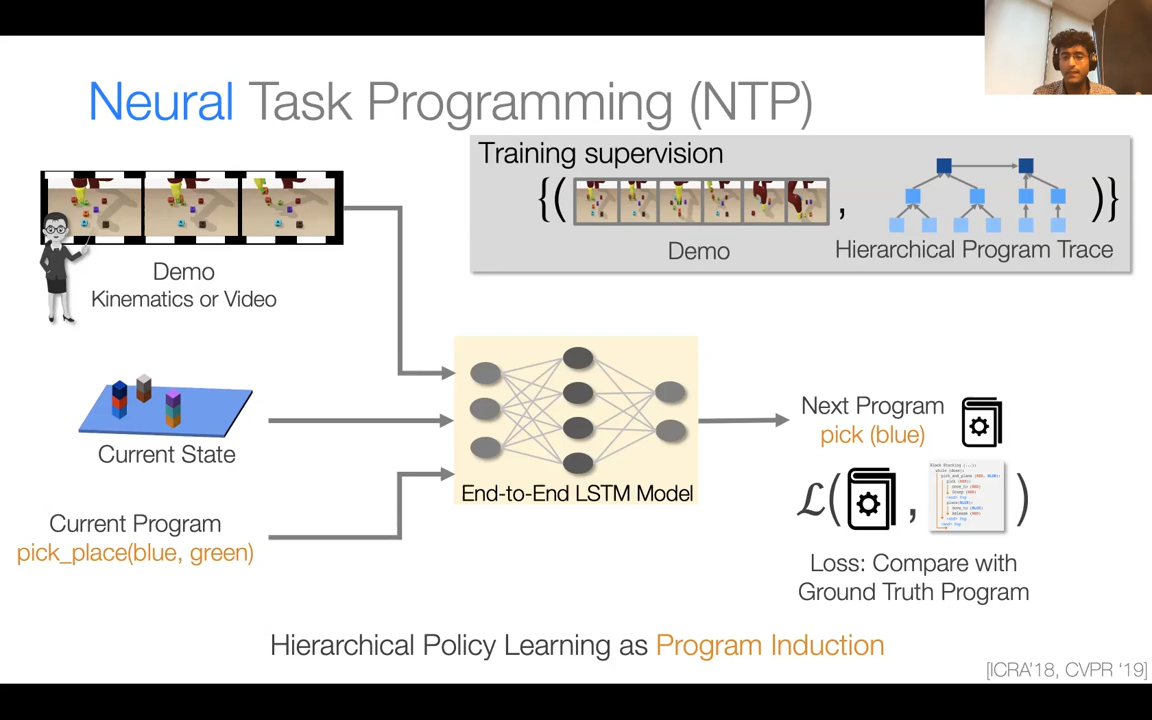 Neural Task Programming (NTP)
Training supervision
{( , )}
Demo
Hierarchical Program Trace
Demo
Kinematics or Video
Current State
Current Program
pick_place(blue, green)
End-to-End LSTM Model
Next Program
pick (blue)
ℒ( , )
Loss: Compare with
Ground Truth Program
Hierarchical Policy Learning as Program Induction
[ICRA'18, CVPR '19]